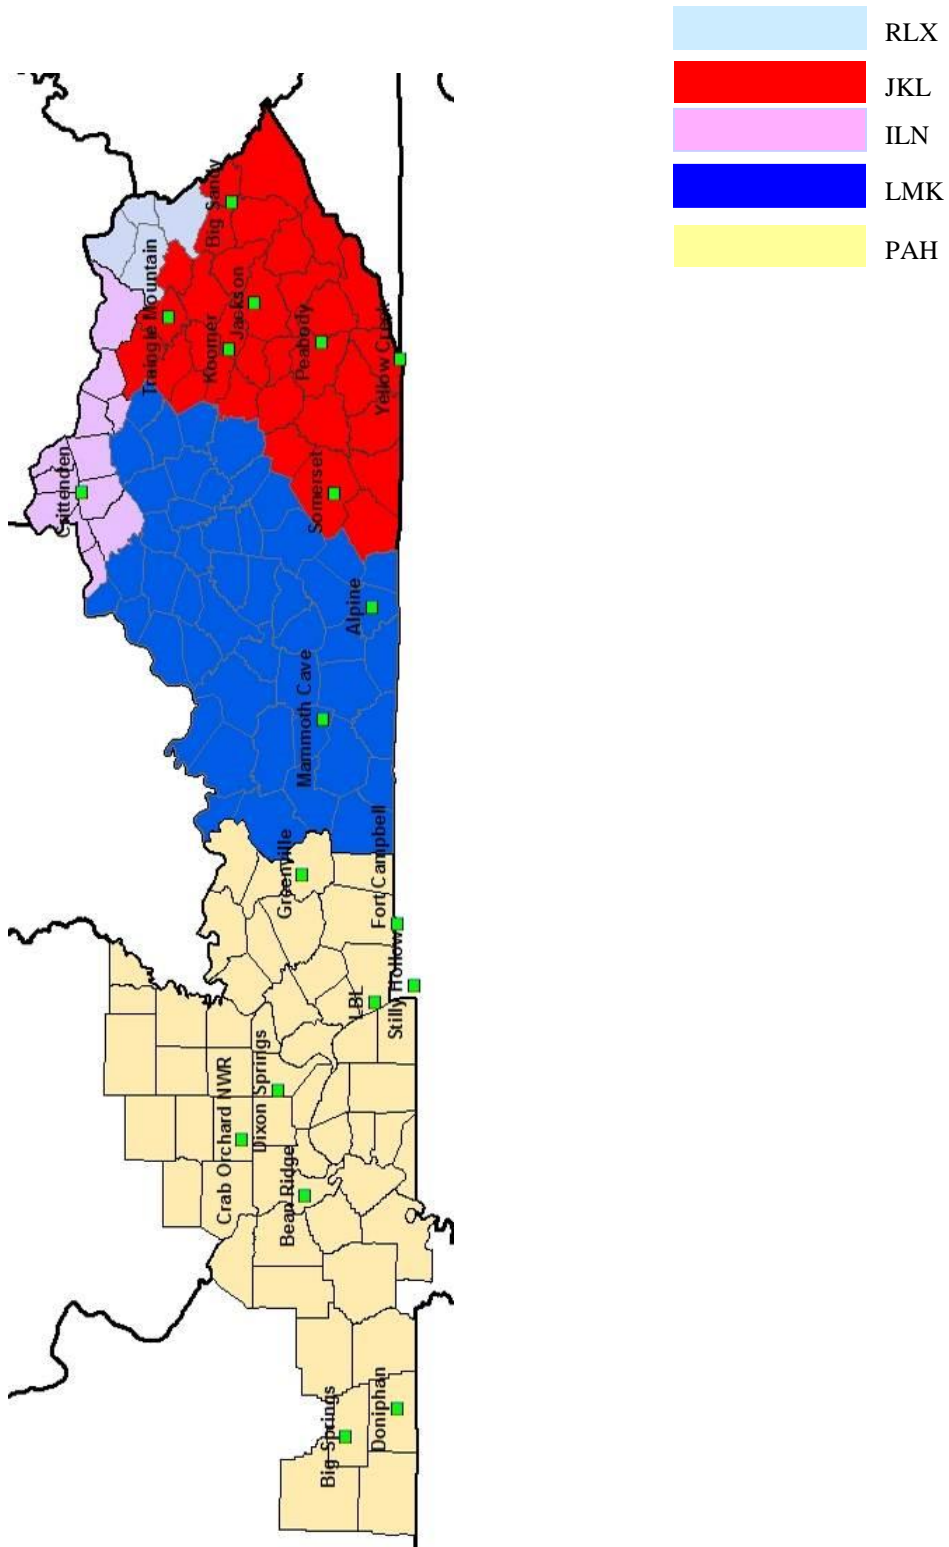 RLX
JKL
ILN
LMK
PAH
Big Sandy
Traingle Mountain
Jackson
Koomer
Peabody
Yellow Creek
Crittenden
Somerset
Alpine
Mammoth Cave
Greenville
Fort Campbell
Stilly Hollow
LBL
Dixon Springs
Crab Orchard NWR
Bean Ridge
Big Springs
Doniphan